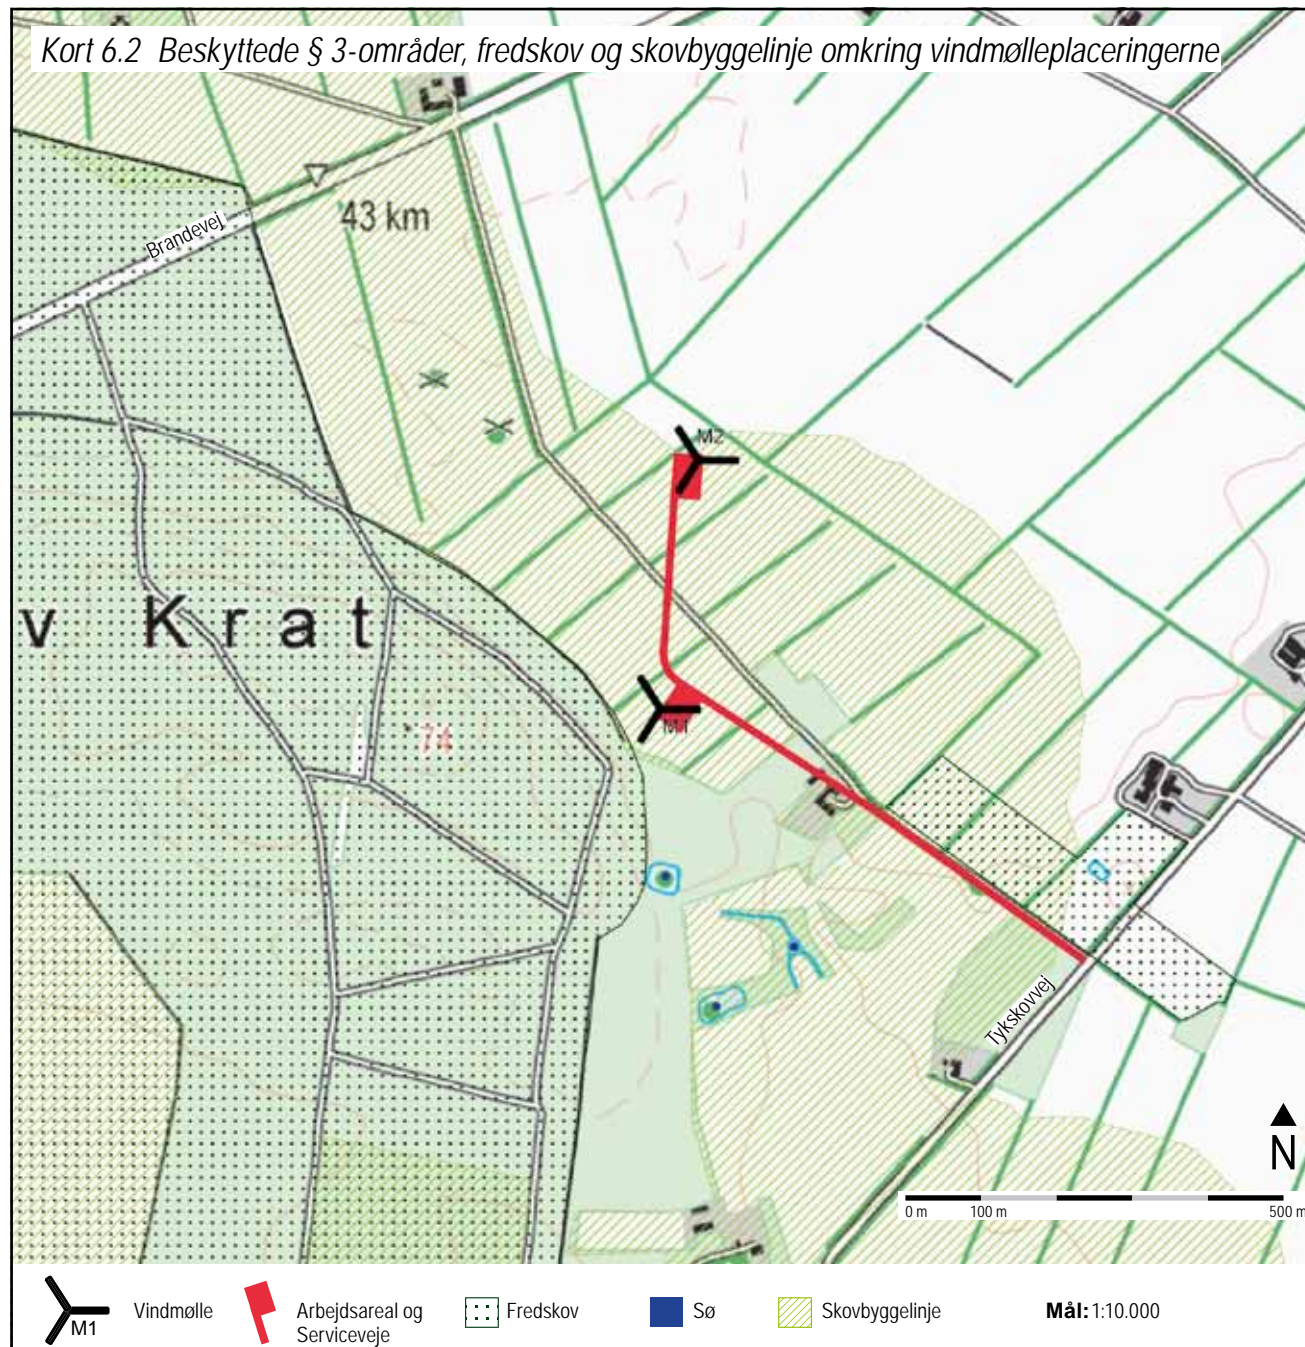 Kort 6.2 Beskyttede § 3-områder, fredskov og skovbyggelinje omkring vindmølleplaceringerne
43 km
Brandevej
M2
v Krat
M1
74
Tykskovvej
N
0 m 100 m 500 m
M1
Vindmølle
Arbejdsareal og
Serviceveje
Fredskov
Sø
Skovbyggelinje
Mål: 1:10.000